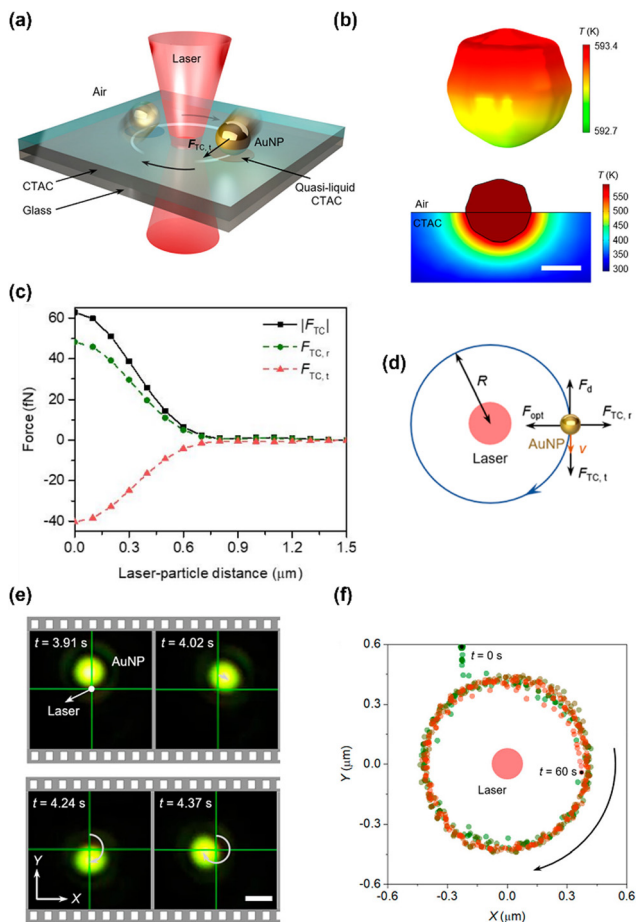 (a)
Laser
Air
F_TC, t
AuNP
CTAC
Glass
Quasi-liquid
CTAC
(b)
T (K)
593.4
592.7
T (K)
Air
CTAC
550
500
450
400
350
300
(c)
Force (fN)
60
40
20
0
-20
-40
|F_TC|
F_TC, r
F_TC, t
0.0 0.3 0.6 0.9 1.2 1.5
Laser-particle distance (μm)
(d)
R
F_d
F_opt
F_TC, r
AuNP
v
Laser
F_TC, t
(e)
t = 3.91 s
AuNP
Laser
t = 4.02 s
t = 4.24 s
Y
X
t = 4.37 s
(f)
Y (μm)
0.6
0.3
0.0
-0.3
-0.6
t = 0 s
t = 60 s
Laser
-0.6 -0.3 0.0 0.3 0.6
X (μm)